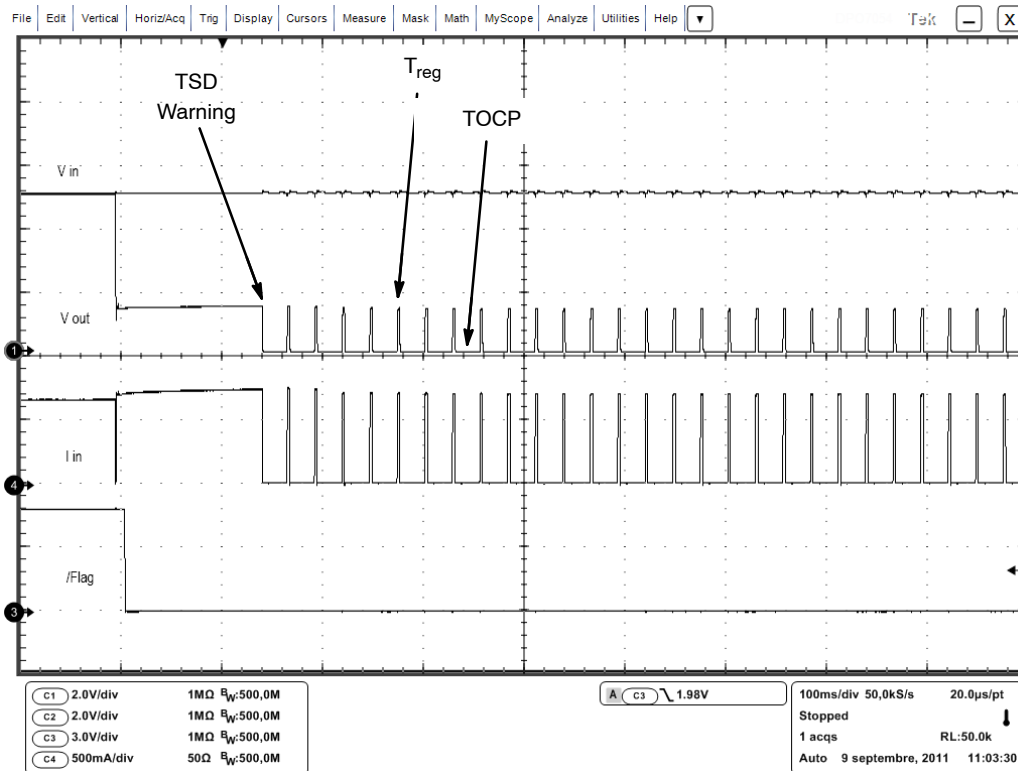 File Edit Vertical Horiz/Acq Trig Display Cursors Measure Mask Math MyScope Analyze Utilities Help ▼ Tek – X
TSD
Warning
Treg
TOCP
V in
V out
1
I in
4
/Flag
3
C1 2.0V/div 1MΩ BW:500,0M
C2 2.0V/div 1MΩ BW:500,0M
C3 3.0V/div 1MΩ BW:500,0M
C4 500mA/div 50Ω BW:500,0M
A C3 1.98V
100ms/div 50,0kS/s 20.0µs/pt
Stopped
1 acqs RL:50.0k
Auto 9 septembre, 2011 11:03:30